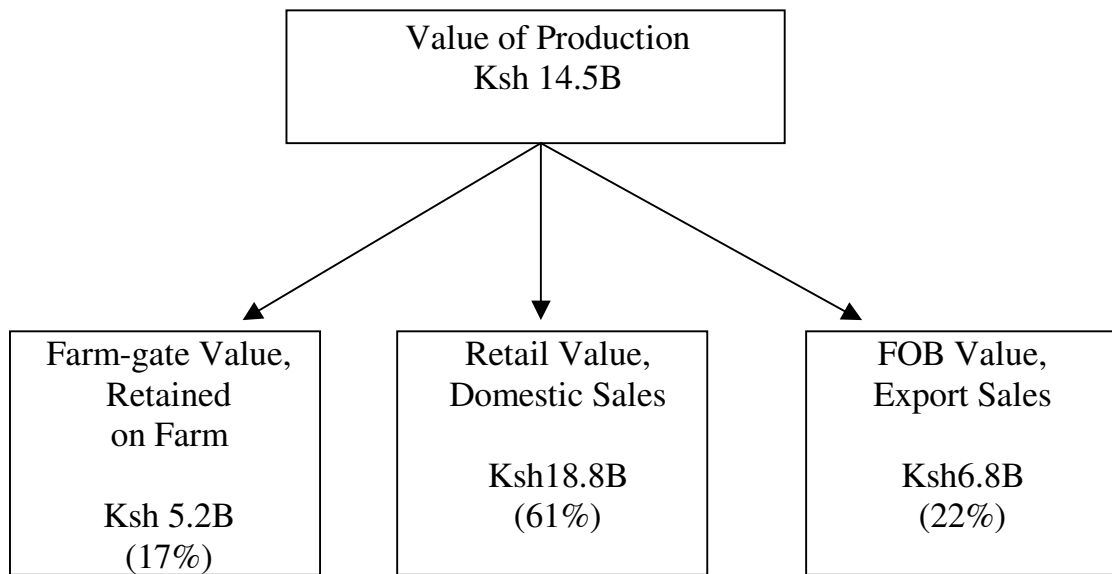 Value of Production
Ksh 14.5B
Farm-gate Value,
Retained
on Farm
Ksh 5.2B
(17%)
Retail Value,
Domestic Sales
Ksh18.8B
(61%)
FOB Value,
Export Sales
Ksh6.8B
(22%)